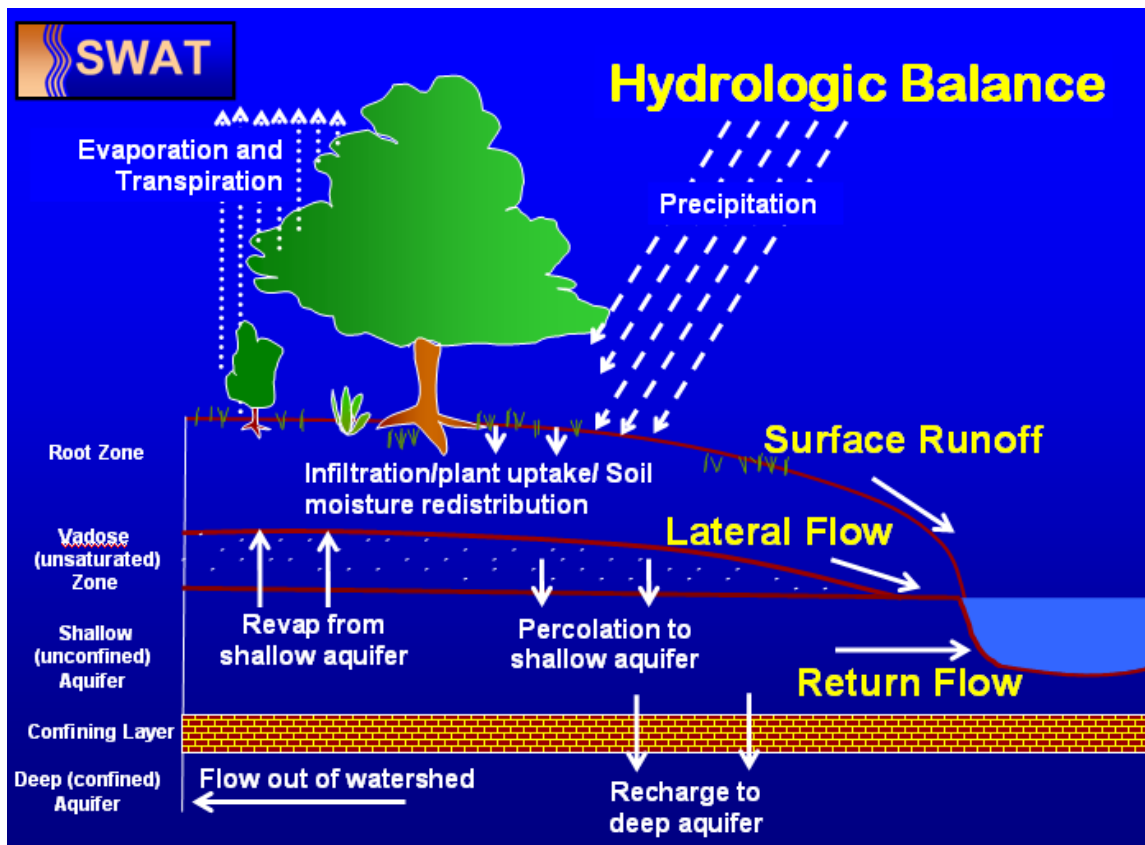 SWAT
Hydrologic Balance
Evaporation and
Transpiration
Precipitation
Root Zone
Infiltration/plant uptake/ Soil
moisture redistribution
Surface Runoff
Vadose
(unsaturated)
Zone
Lateral Flow
Revap from
shallow aquifer
Percolation to
shallow aquifer
Shallow
(unconfined)
Aquifer
Return Flow
Confining Layer
Deep (confined)
Aquifer
Flow out of watershed
Recharge to
deep aquifer